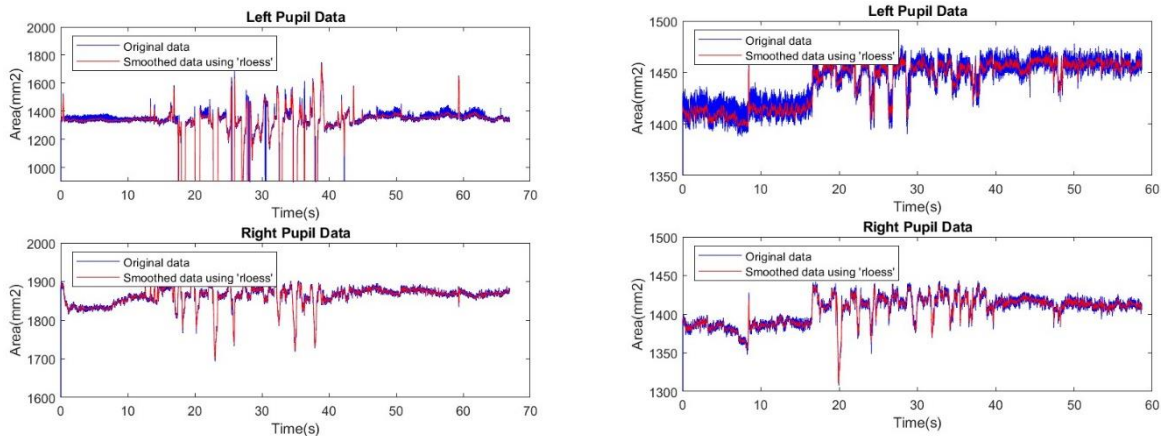 Left Pupil Data
2000
1800
1600
1400
1200
1000
Area(mm2)
Original data
Smoothed data using 'rloess'
0 10 20 30 40 50 60 70
Time(s)
Right Pupil Data
2000
1900
1800
1700
1600
Area(mm2)
Original data
Smoothed data using 'rloess'
0 10 20 30 40 50 60 70
Time(s)
Left Pupil Data
1500
1450
1400
1350
Area(mm2)
Original data
Smoothed data using 'rloess'
0 10 20 30 40 50 60
Time(s)
Right Pupil Data
1500
1450
1400
1350
1300
Area(mm2)
Original data
Smoothed data using 'rloess'
0 10 20 30 40 50 60
Time(s)